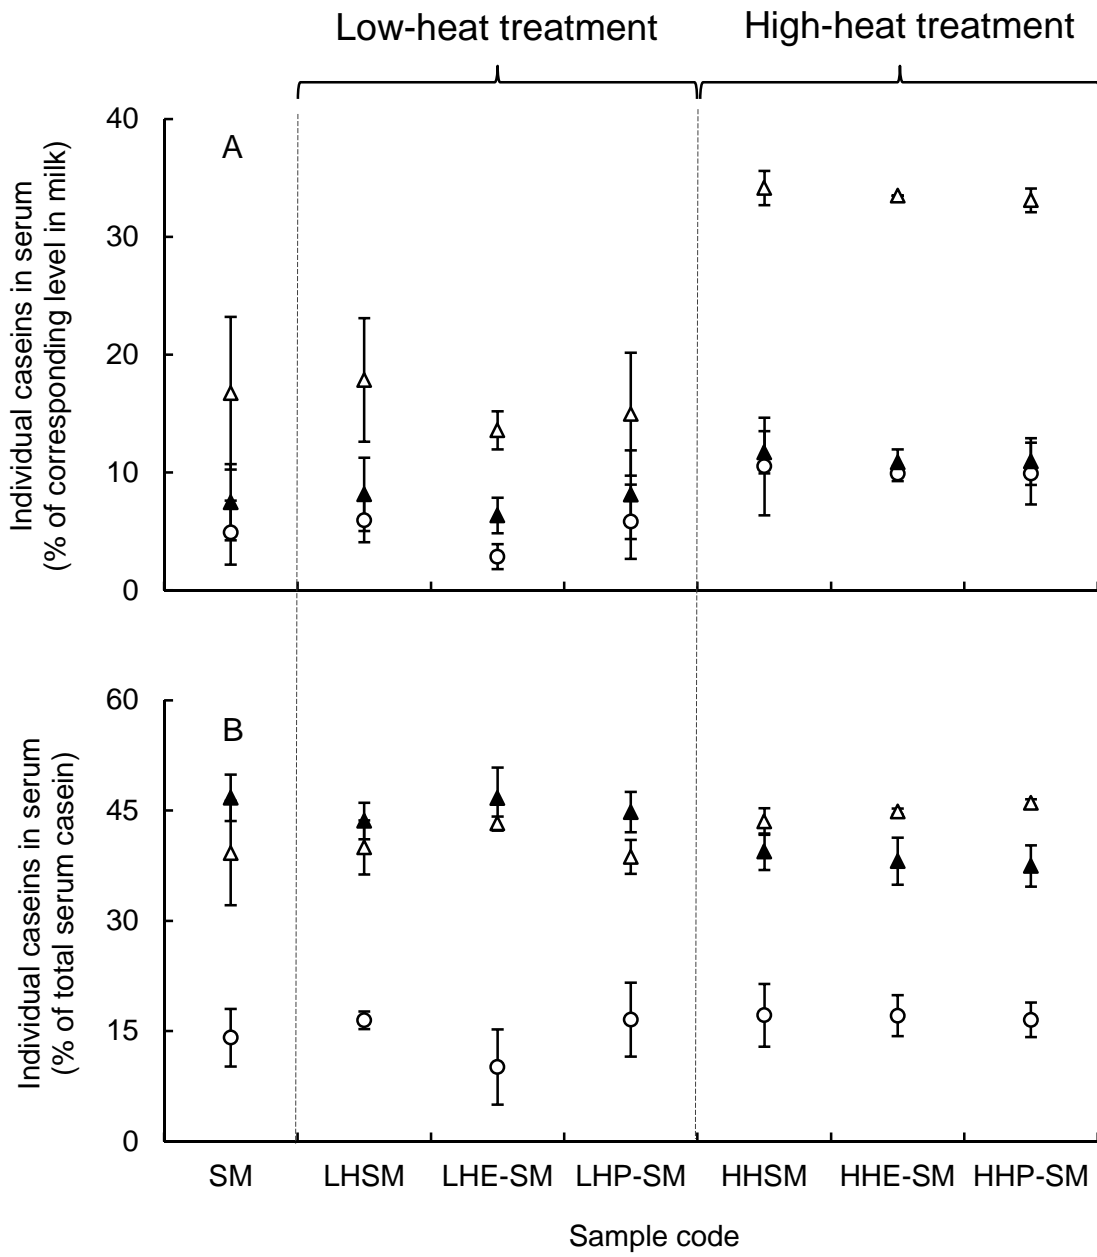 Low-heat treatment
High-heat treatment
A
Individual caseins in serum
(% of corresponding level in milk)
40
30
20
10
0
B
Individual caseins in serum
(% of total serum casein)
60
45
30
15
0
SM
LHSM
LHE-SM
LHP-SM
HHSM
HHE-SM
HHP-SM
Sample code